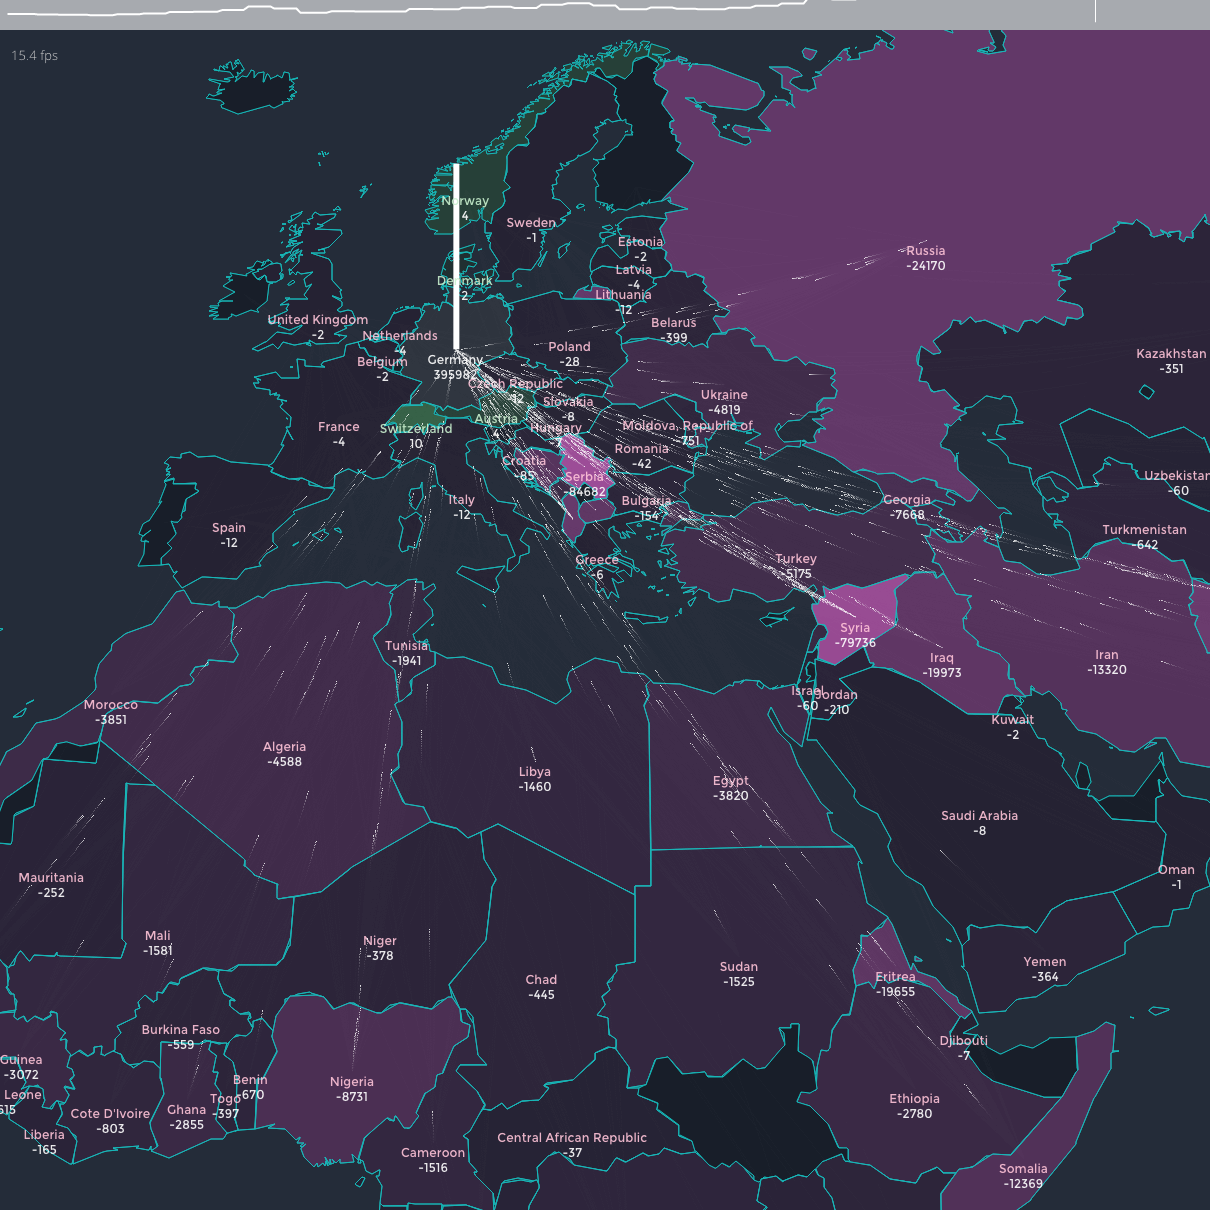 15.4 fps
Norway
4
Sweden
-1
Estonia
-2
Russia
-24170
Latvia
-4
Denmark
2
Lithuania
-12
United Kingdom
-2
Belarus
-399
Netherlands
-4
Poland
-28
Kazakhstan
-351
Germany
395982
Belgium
-2
Czech Republic
-12
Ukraine
-4819
Slovakia
-8
Austria
4
France
-4
Switzerland
10
Hungary
-7
Moldova, Republic of
-751
Romania
-42
Croatia
-85
Serbia
-84682
Uzbekistan
-60
Italy
-12
Bulgaria
-154
Georgia
-7668
Spain
-12
Turkmenistan
-642
Greece
-6
Turkey
-5175
Syria
-79736
Tunisia
-1941
Iraq
-19973
Iran
-13320
Israel
-60
Jordan
-210
Morocco
-3851
Kuwait
-2
Algeria
-4588
Libya
-1460
Egypt
-3820
Saudi Arabia
-8
Mauritania
-252
Oman
-1
Mali
-1581
Niger
-378
Chad
-445
Sudan
-1525
Yemen
-364
Eritrea
-19655
Burkina Faso
-559
Djibouti
-7
Guinea
-3072
Benin
-670
Nigeria
-8731
Leone
615
Togo
-397
Ghana
-2855
Cote D'Ivoire
-803
Ethiopia
-2780
Liberia
-165
Central African Republic
-37
Cameroon
-1516
Somalia
-12369